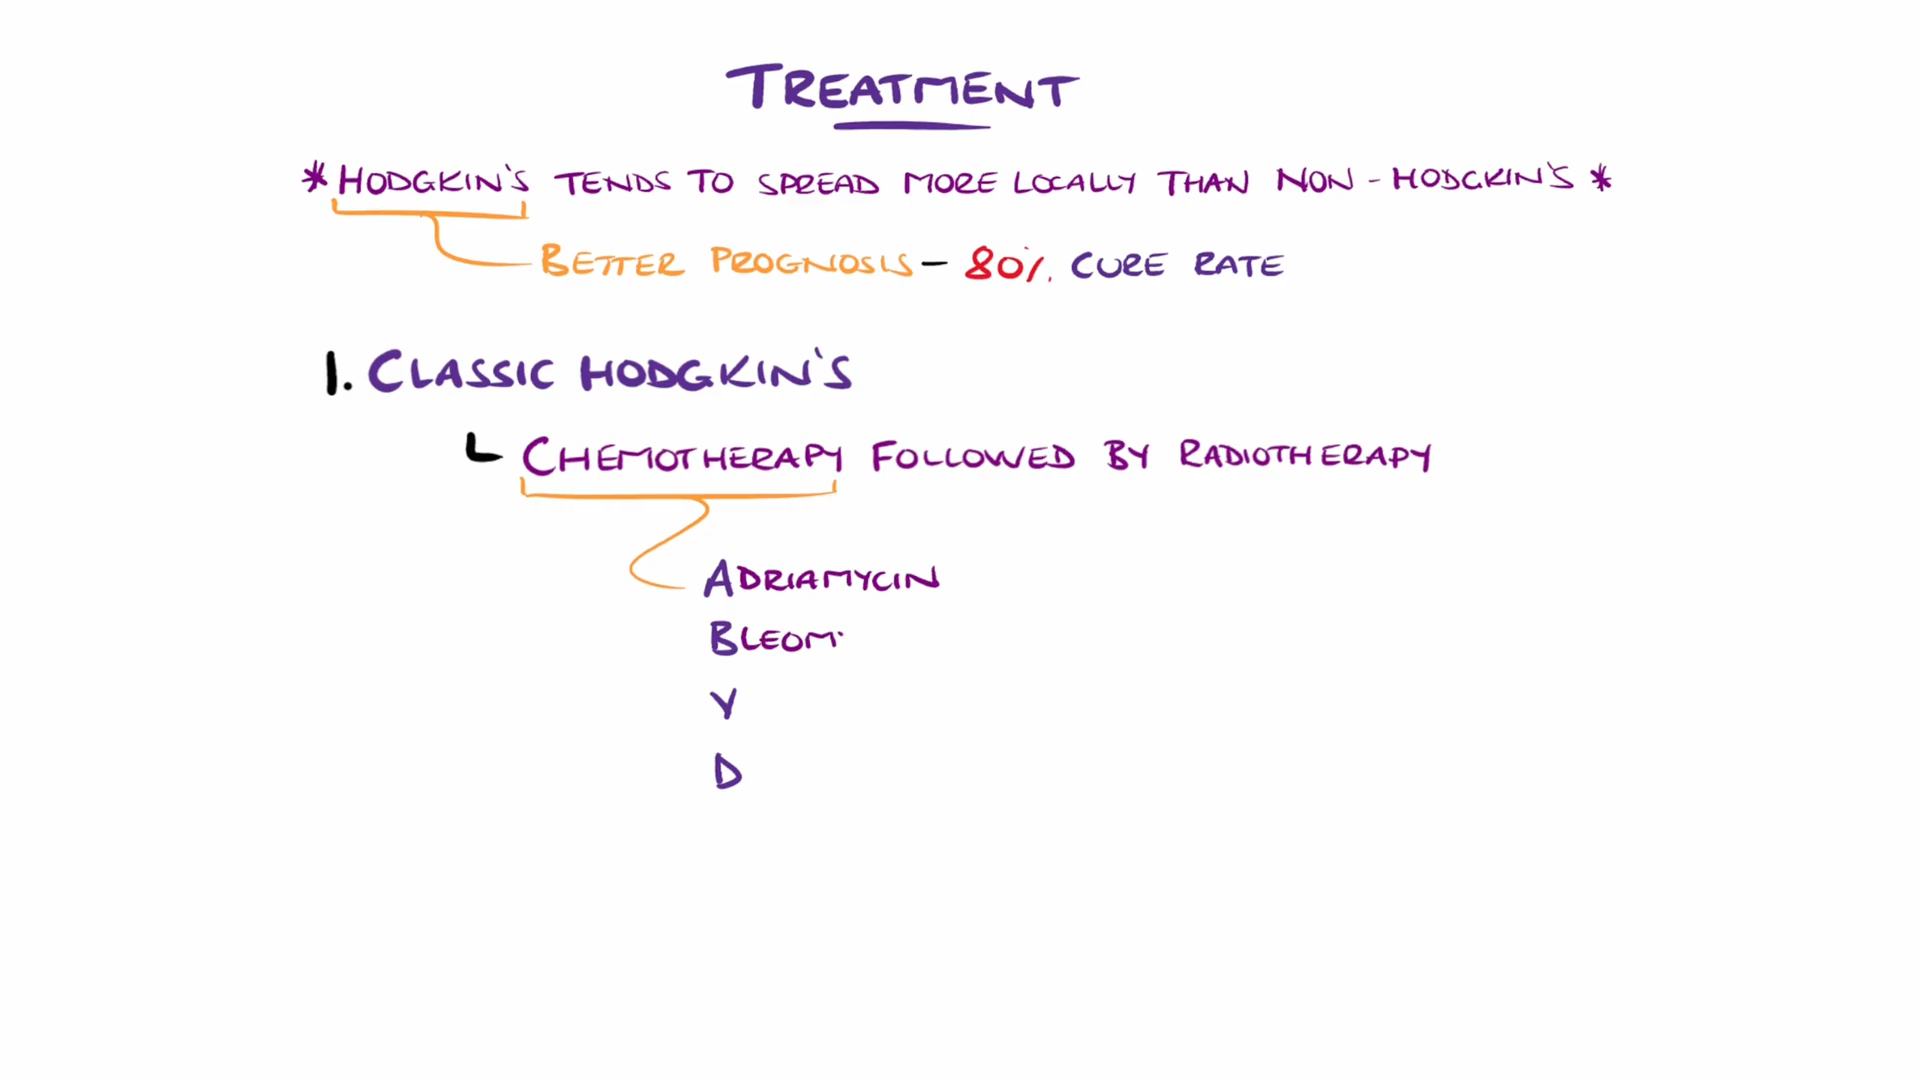 TREATMENT
* HODGKIN'S TENDS TO SPREAD MORE LOCALLY THAN NON-HODGKIN'S *
BETTER PROGNOSIS - 80% CURE RATE
1. CLASSIC HODGKIN'S
CHEMOTHERAPY FOLLOWED BY RADIOTHERAPY
ADRIAMYCIN
BLEOM
V
D